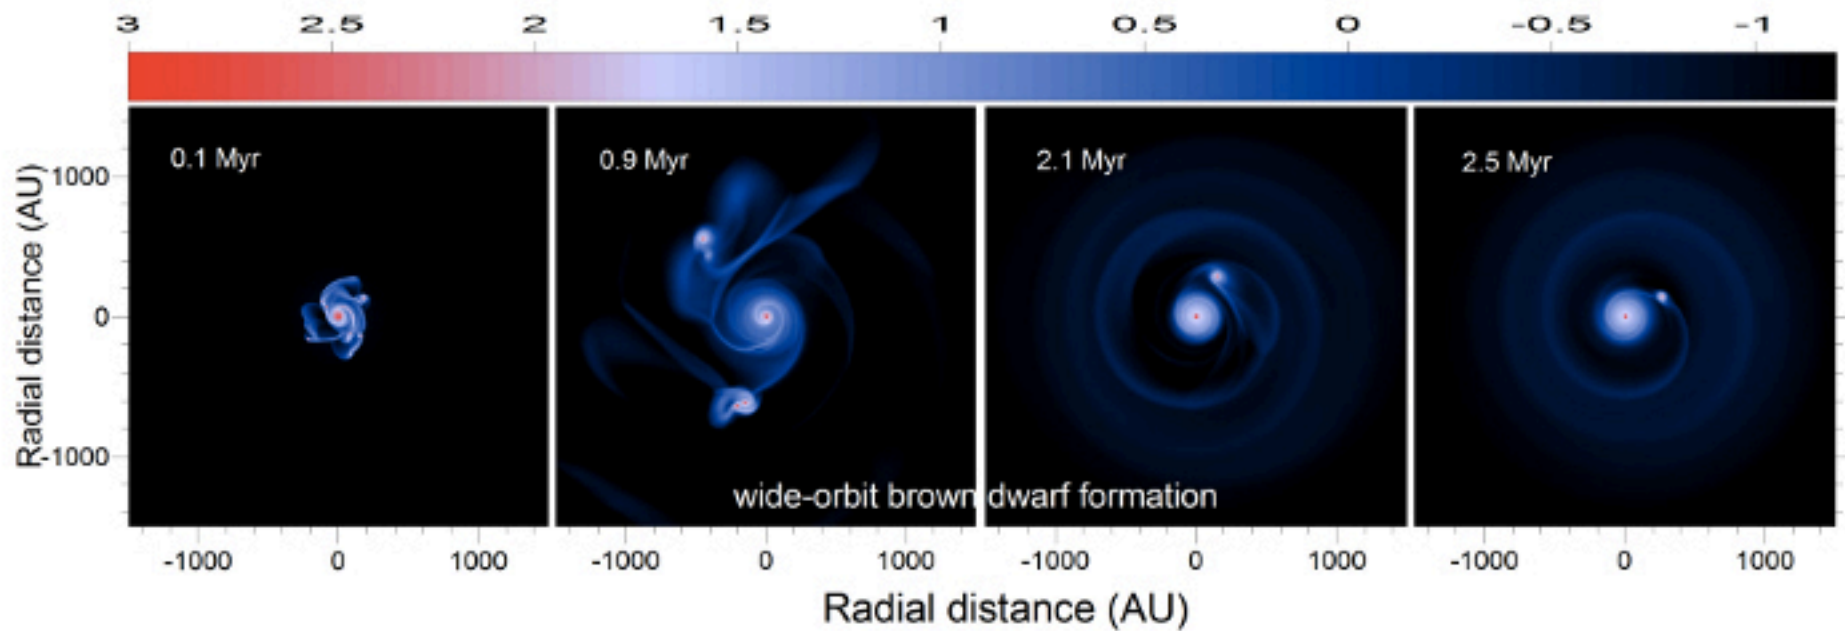 3 2.5 2 1.5 1 0.5 0 -0.5 -1
0.1 Myr 0.9 Myr 2.1 Myr 2.5 Myr
Radial distance (AU)
1000
0
-1000
wide-orbit brown dwarf formation
-1000 0 1000 -1000 0 1000 -1000 0 1000 -1000 0 1000
Radial distance (AU)